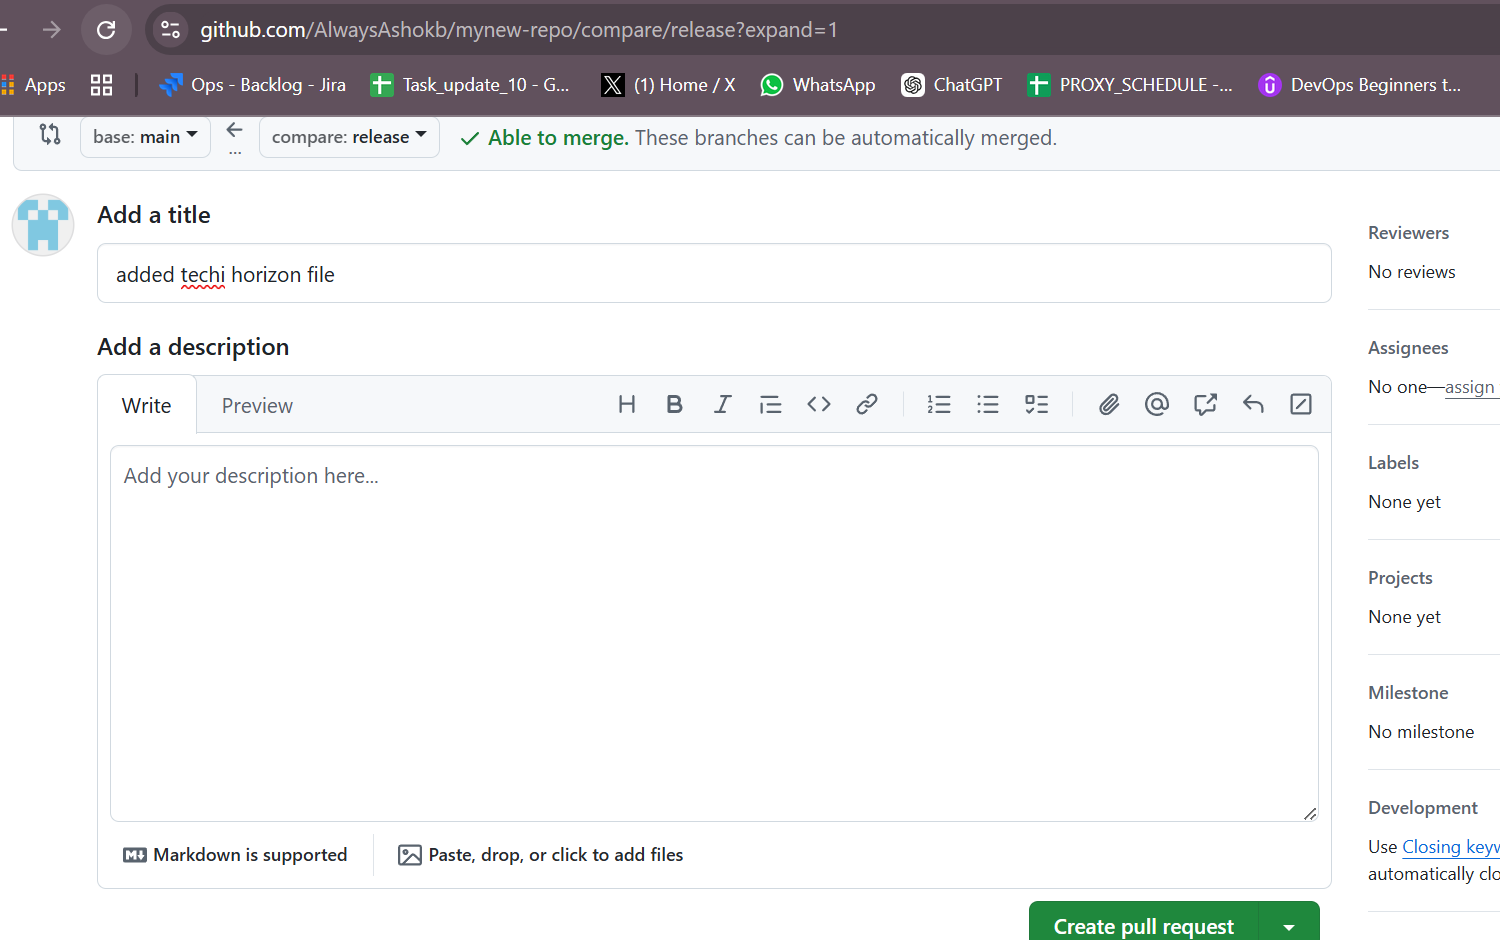 github.com/AlwaysAshokb/mynew-repo/compare/release?expand=1
Apps
Ops - Backlog - Jira
Task_update_10 - G...
(1) Home / X
WhatsApp
ChatGPT
PROXY_SCHEDULE -...
DevOps Beginners t...
base: main
...
compare: release
Able to merge. These branches can be automatically merged.
Add a title
added techi horizon file
Add a description
Write
Preview
Add your description here...
Markdown is supported
Paste, drop, or click to add files
Create pull request
Reviewers
No reviews
Assignees
No one—assign
Labels
None yet
Projects
None yet
Milestone
No milestone
Development
Use Closing keyw
automatically clo